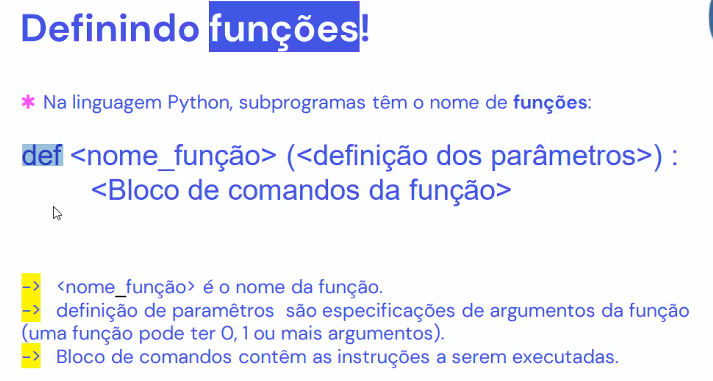 Definindo funções!
* Na linguagem Python, subprogramas têm o nome de funções:
def <nome_função> (<definição dos parâmetros>) :
<Bloco de comandos da função>
-> <nome_função> é o nome da função.
-> definição de paramêtros são especificações de argumentos da função
(uma função pode ter 0, 1 ou mais argumentos).
-> Bloco de comandos contêm as instruções a serem executadas.